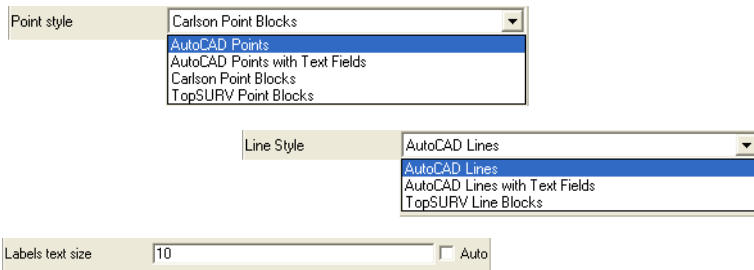 Point style Carlson Point Blocks
AutoCAD Points
AutoCAD Points with Text Fields
Carlson Point Blocks
TopSURV Point Blocks
Line Style AutoCAD Lines
AutoCAD Lines
AutoCAD Lines with Text Fields
TopSURV Line Blocks
Labels text size 10 Auto